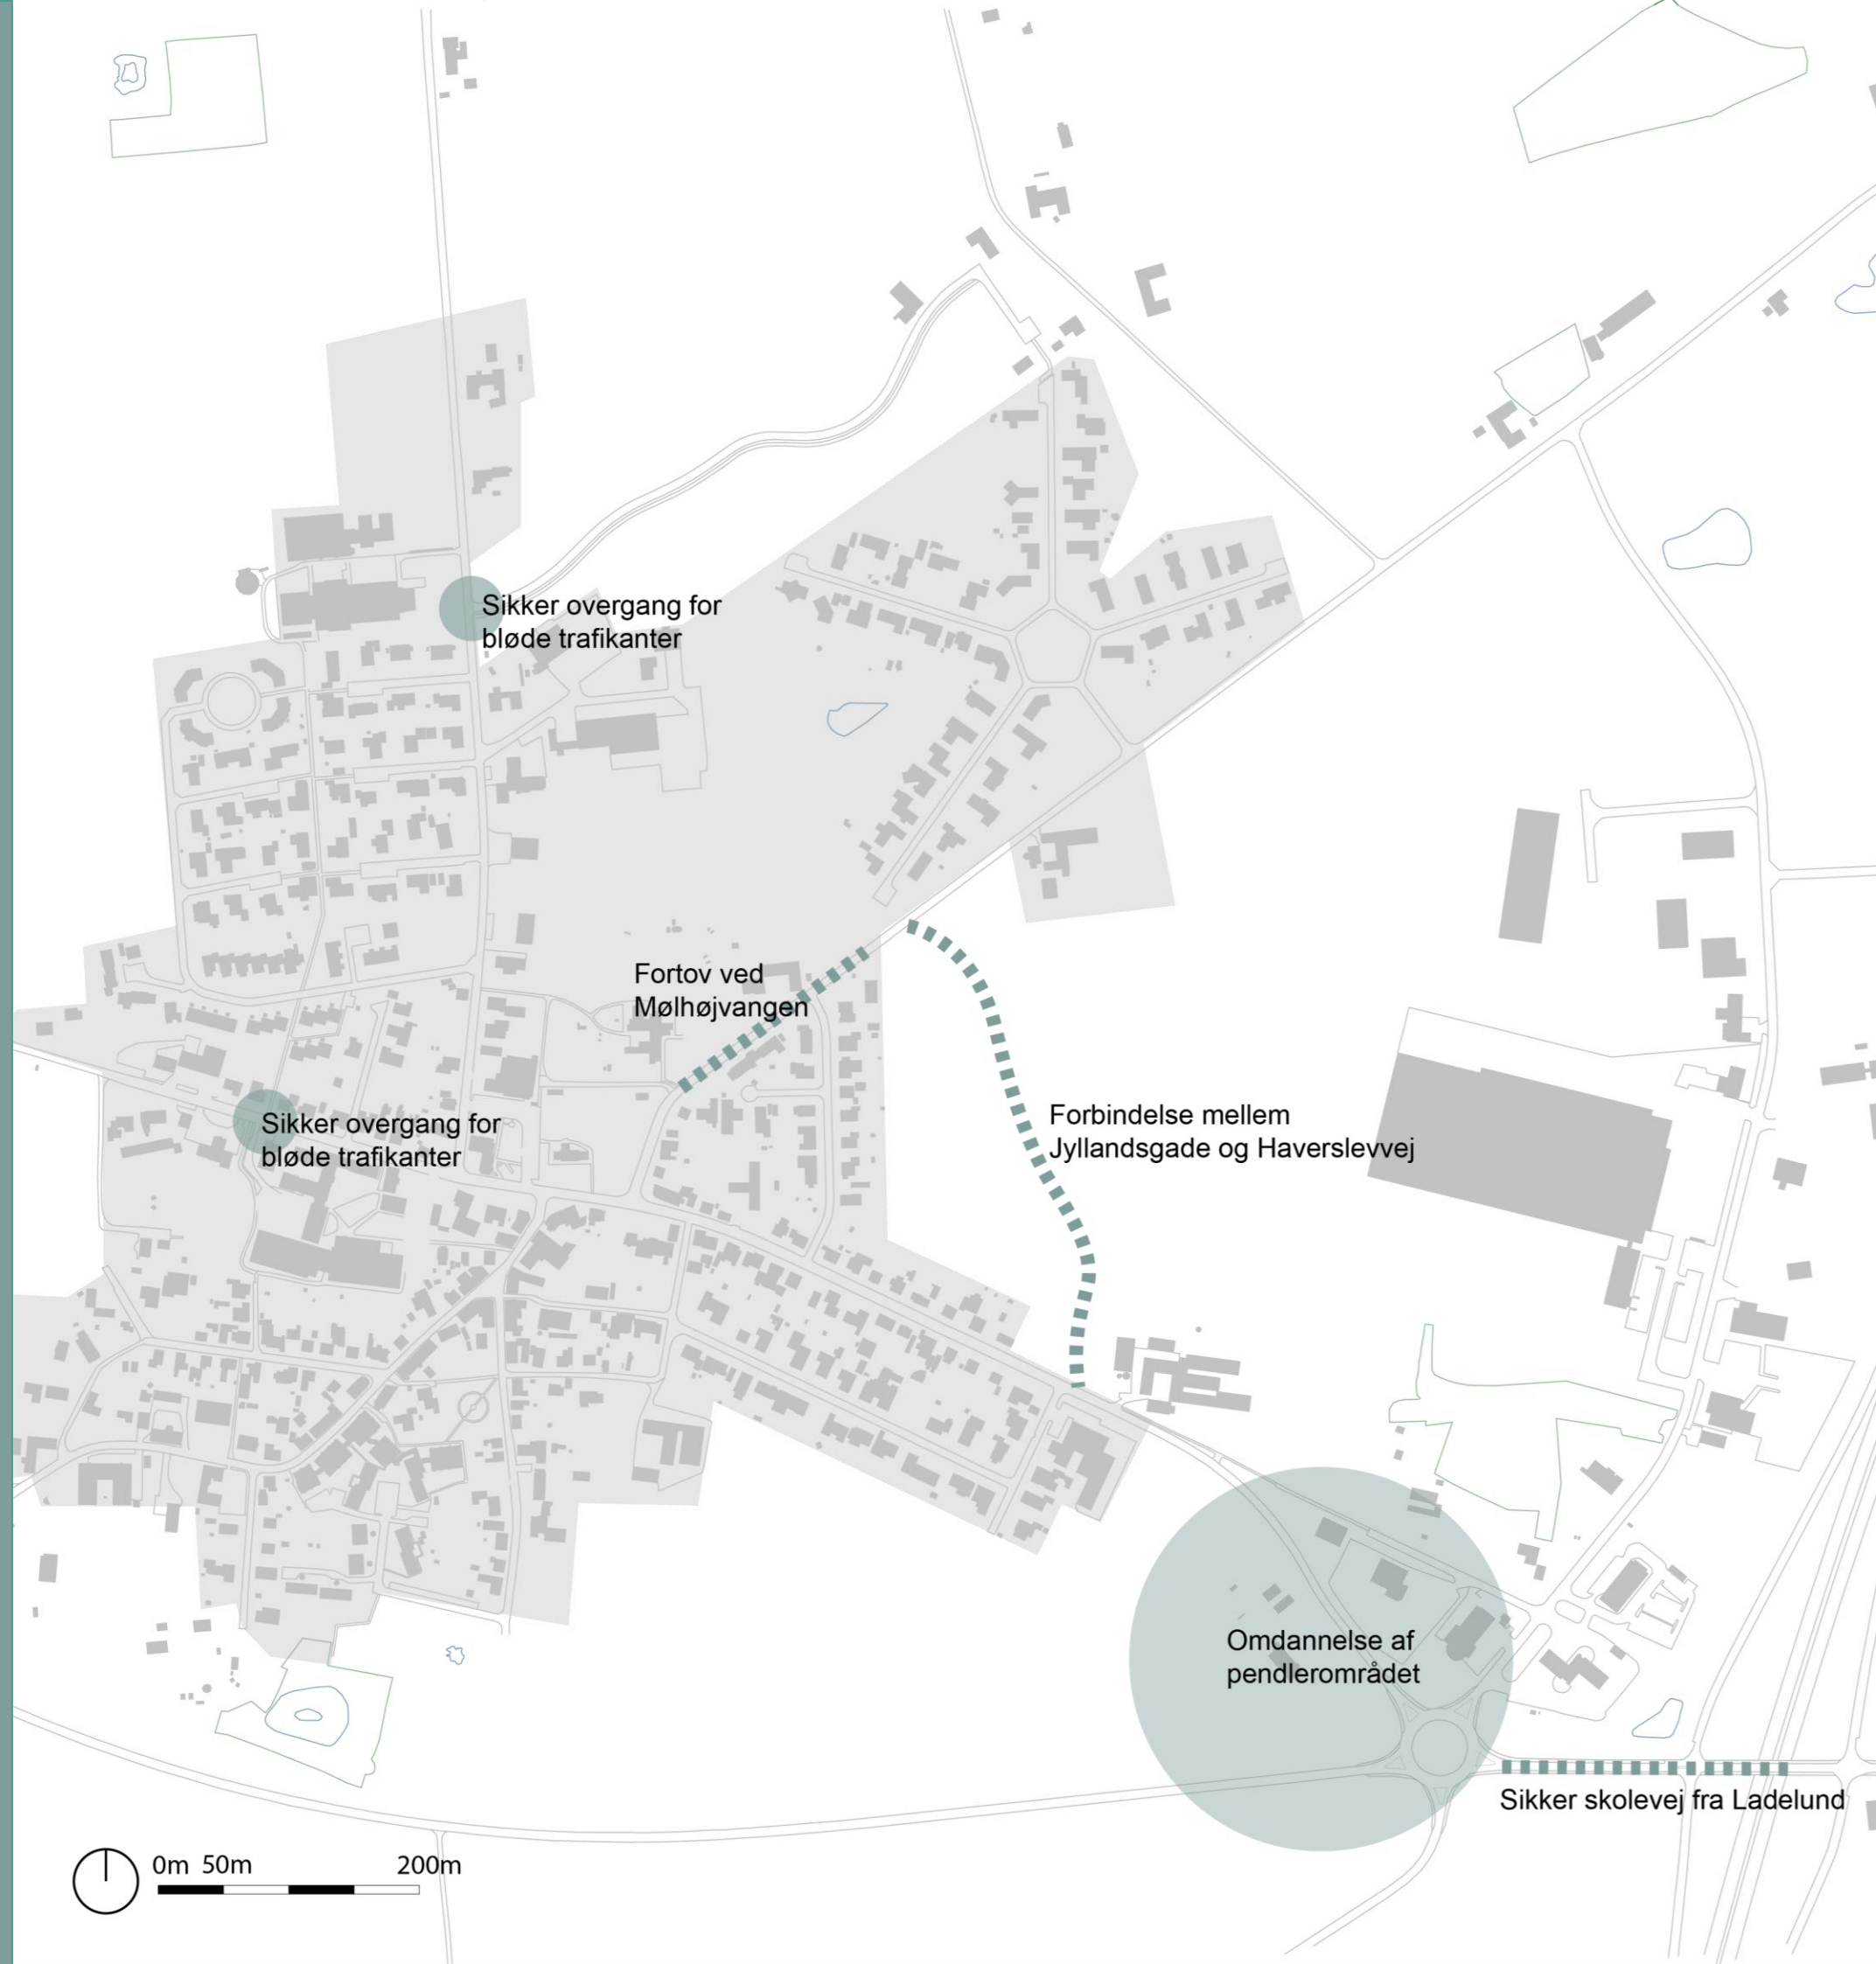 Sikker overgang for
bløde trafikanter
Fortov ved
Mølhøjvangen
Sikker overgang for
bløde trafikanter
Forbindelse mellem
Jyllandsgade og Haverslevvej
Omdannelse af
pendlerområdet
Sikker skolevej fra Ladelund
0m 50m 200m